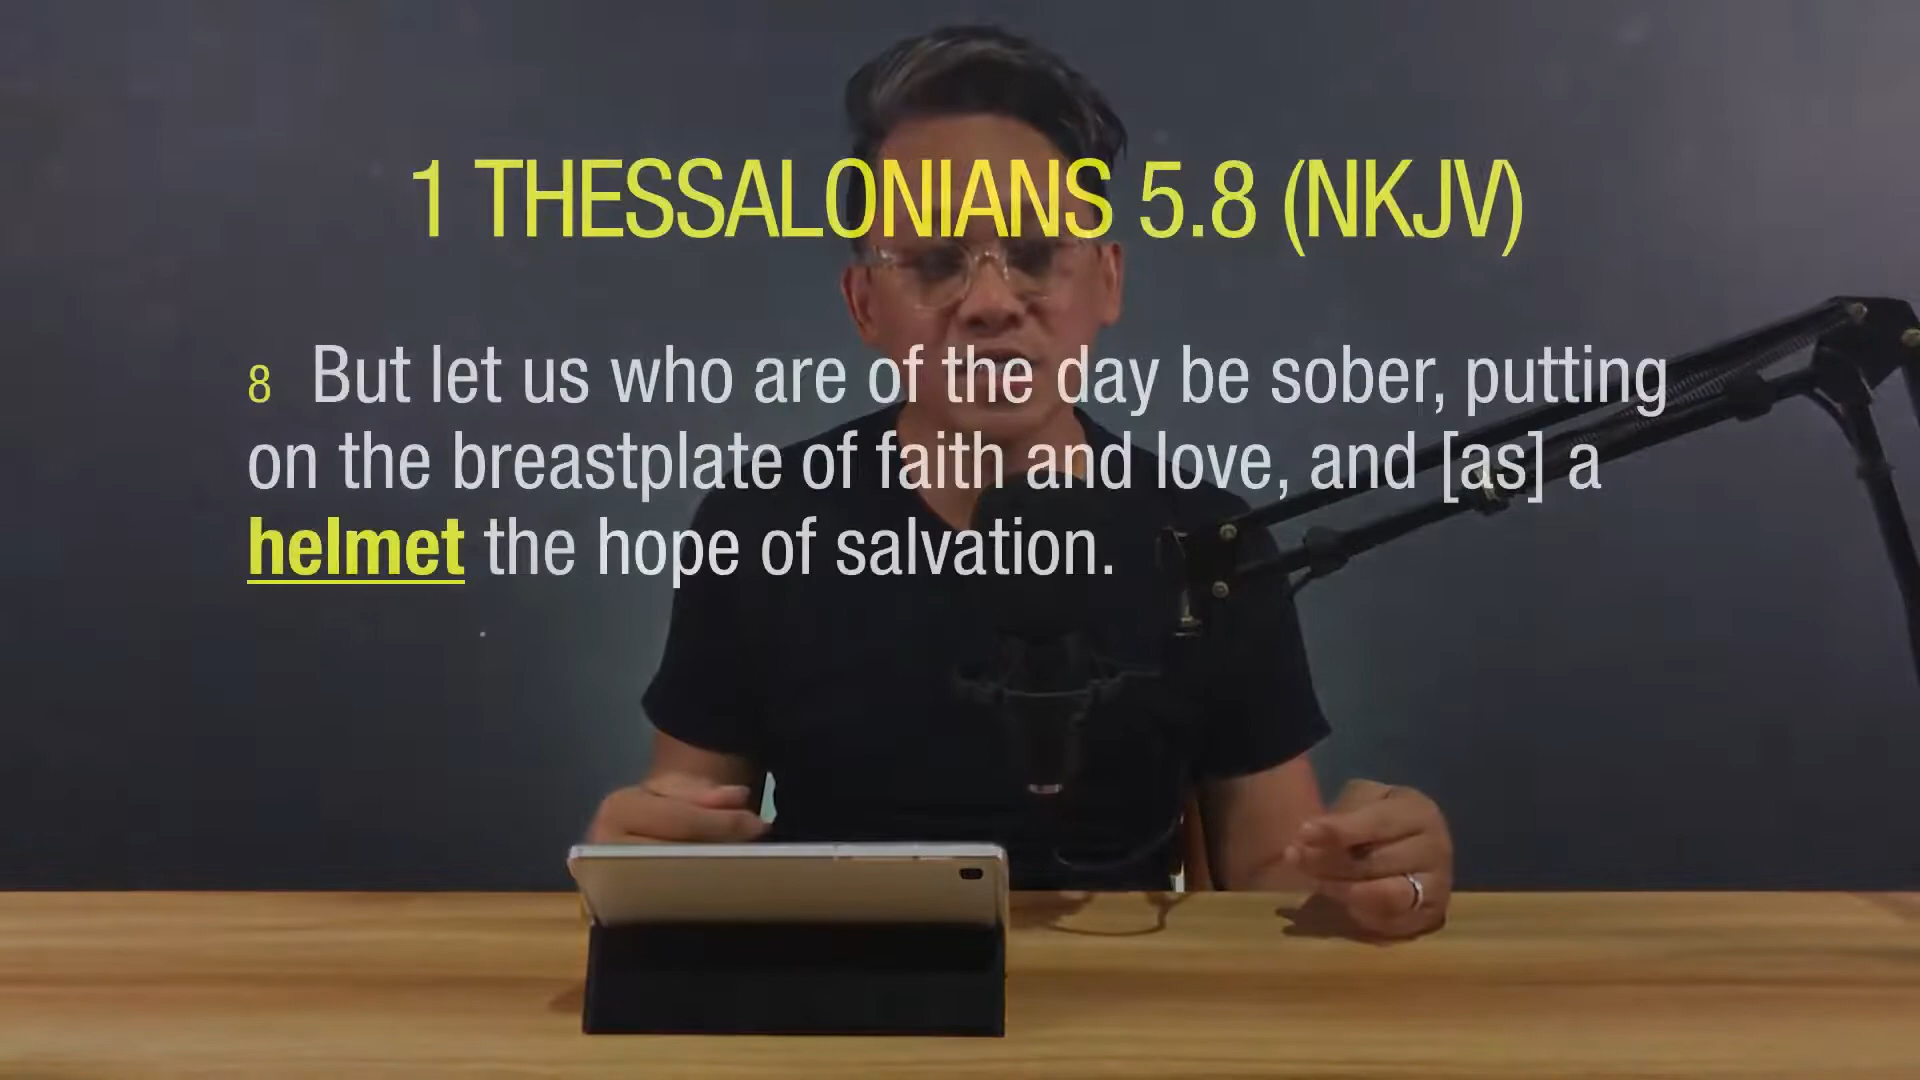 1 THESSALONIANS 5.8 (NKJV)
8 But let us who are of the day be sober, putting
on the breastplate of faith and love, and [as] a
helmet the hope of salvation.